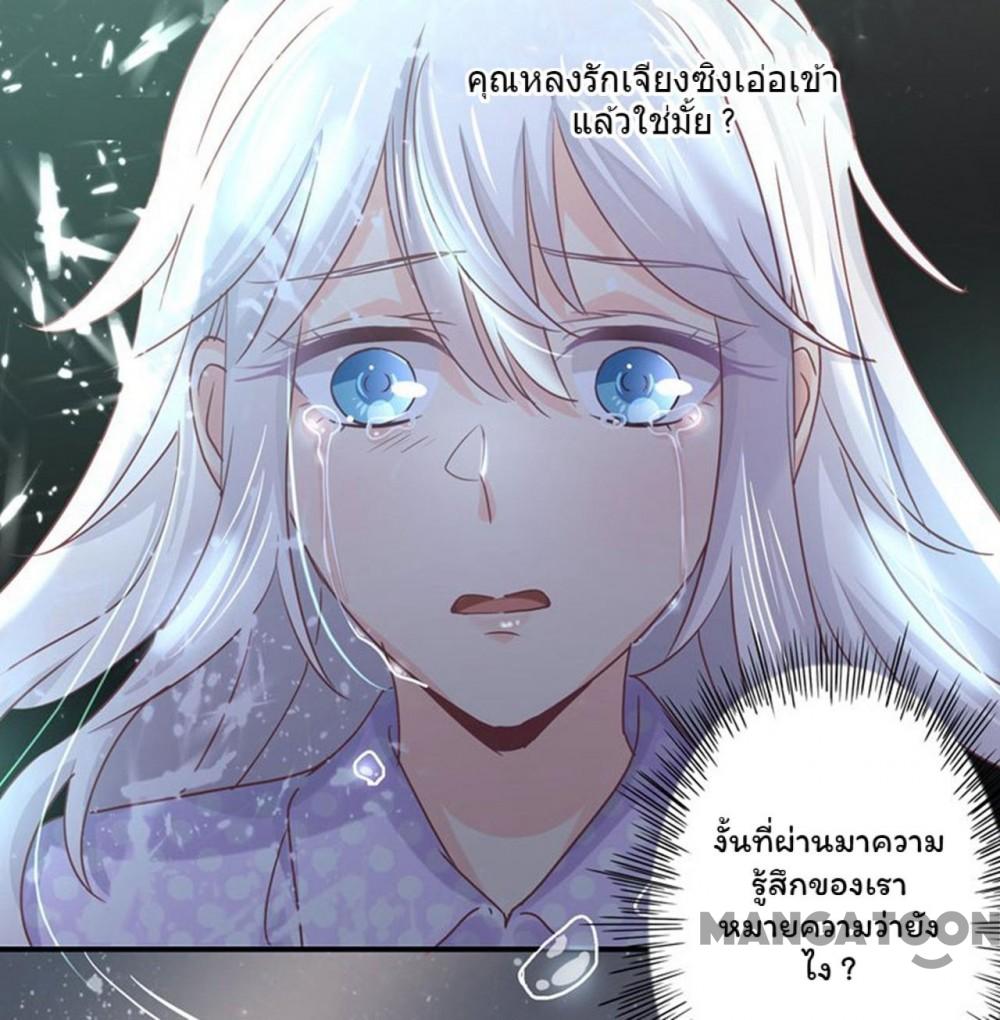 คุณหลงรักเจียงซิงเอ่อเข้า
แล้วใช่มั้ย ?
งั้นที่ผ่านมาความ
รู้สึกของเรา
หมายความว่ายัง
ไง ?
MANGATOON